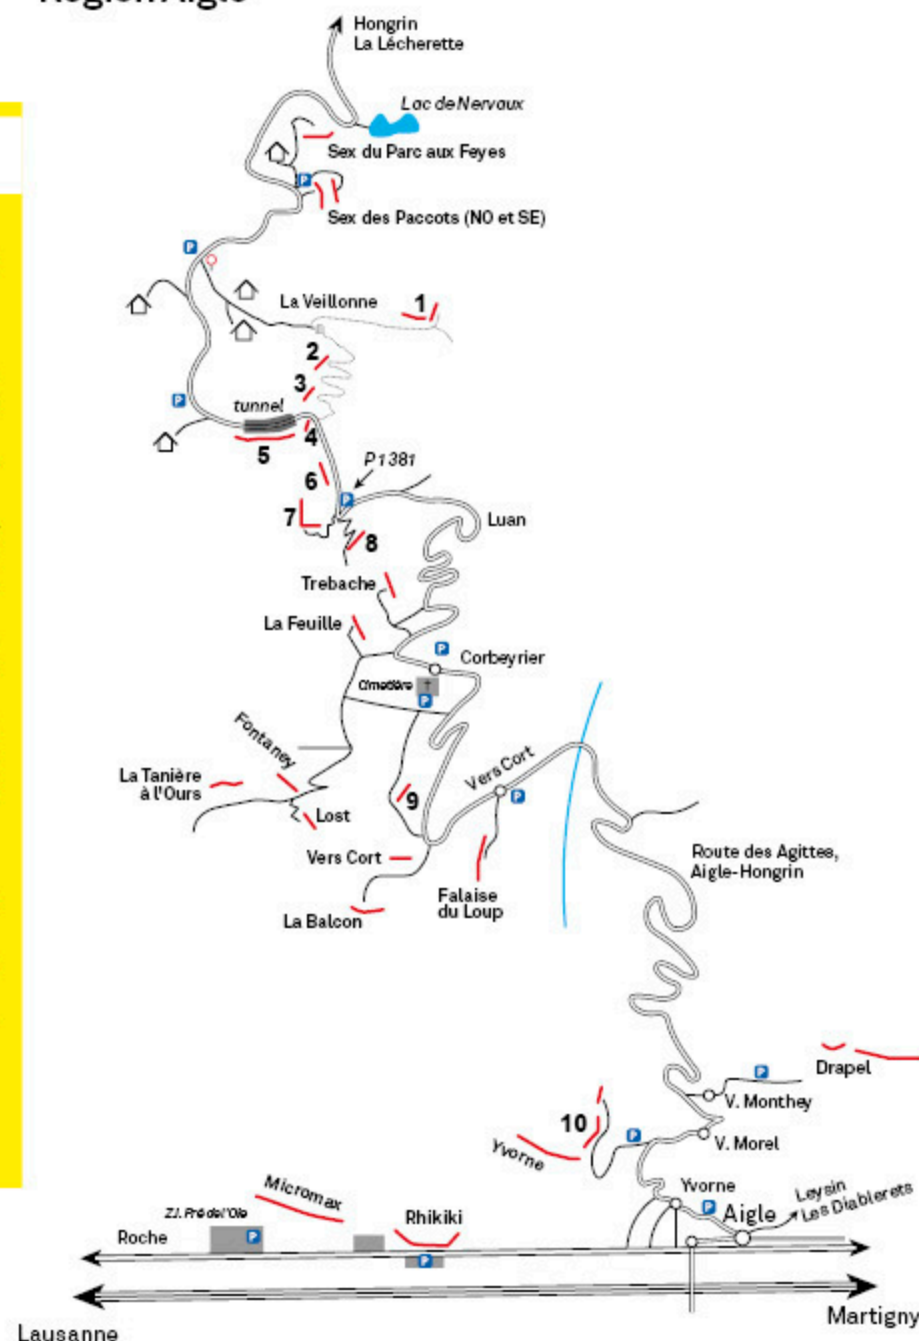 Région Aigle
Hongrin
La Lécherette
Lac de Nervaux
Sex du Parc aux Feyes
P
Sex des Paccots (NO et SE)
P
La Veillonne
1
2
3
P
tunnel
4
5
P 1381
6
P
7
Luan
8
Trebache
La Feuille
P
Corbeyrier
Cimetière
P
Fontaney
Vers Cort
La Tanière
à l'Ours
9
P
Lost
Vers Cort
Route des Agittes,
Aigle-Hongrin
Falaise
du Loup
La Balcon
Drapel
P
V. Monthey
10
P
Yvorne
V. Morel
Micromax
Yvorne
P
Leysin
Les Diablerets
Z.I. Pré de l'Oie
Rhikiki
Aigle
Roche
P
P
Martigny
Lausanne